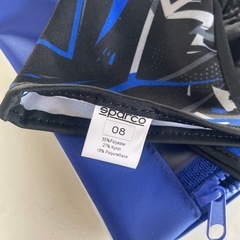 sparco
08
55%Polyester
27% Nylon
18% Polyurethane